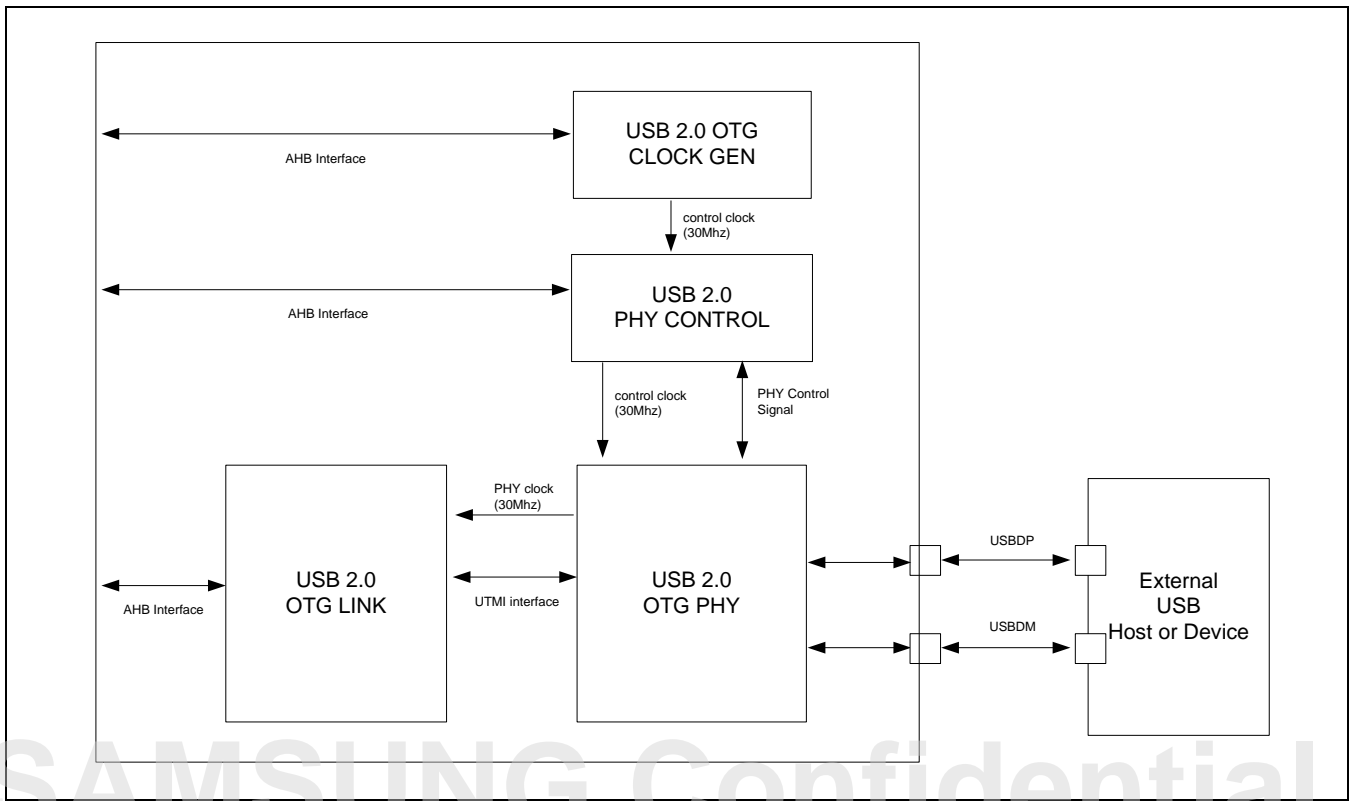 USB 2.0 OTG
CLOCK GEN
AHB Interface
control clock
(30Mhz)
USB 2.0
PHY CONTROL
AHB Interface
control clock
(30Mhz)
PHY Control
Signal
PHY clock
(30Mhz)
USB 2.0
OTG LINK
AHB Interface
UTMI interface
USB 2.0
OTG PHY
USBDP
USBDM
External
USB
Host or Device
SAMSUNG Confidential